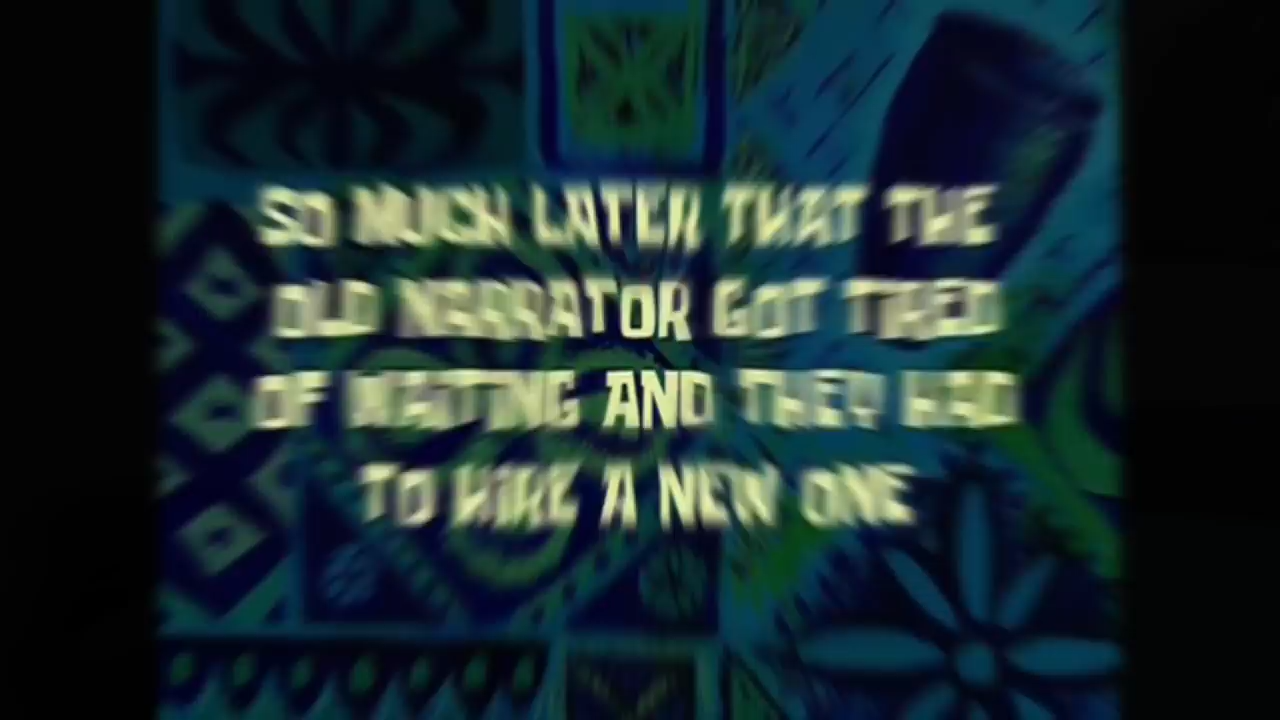 SO MUCH LATER THAT THE
OLD NARRATOR GOT TIRED
OF WAITING AND THEY HAD
TO HIRE A NEW ONE